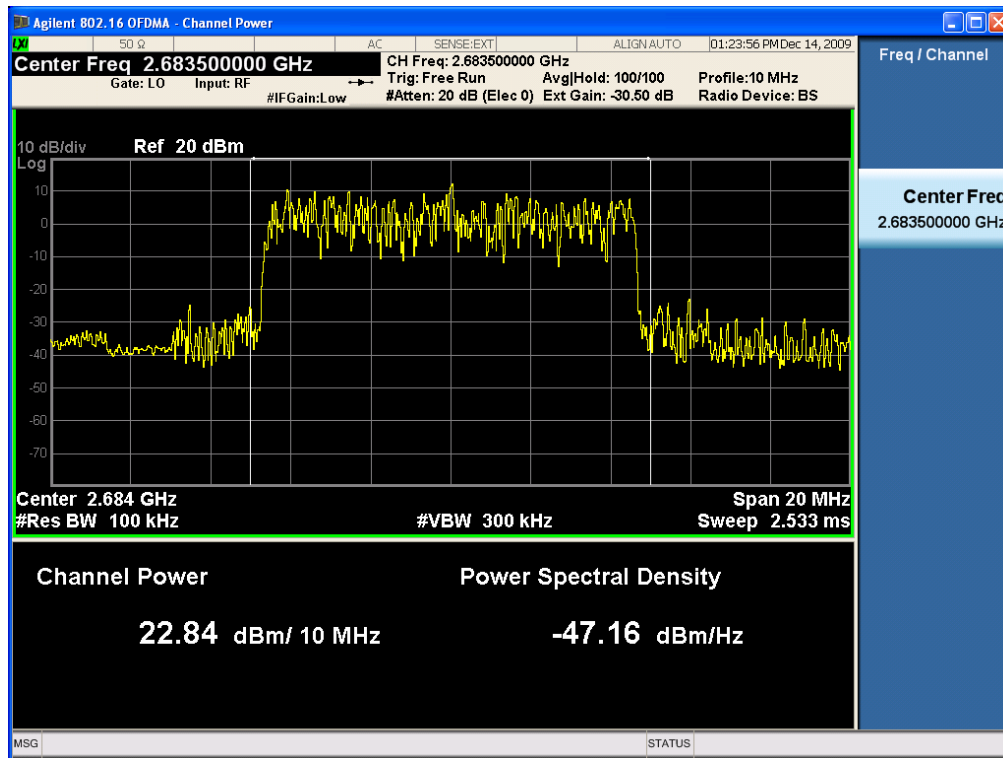 Agilent 802.16 OFDMA - Channel Power
LXI 50 Ω AC SENSE:EXT ALIGN AUTO 01:23:56 PM Dec 14, 2009
Center Freq 2.683500000 GHz
Gate: LO Input: RF
#IFGain:Low
CH Freq: 2.683500000 GHz
Trig: Free Run Avg|Hold: 100/100 Profile:10 MHz
#Atten: 20 dB (Elec 0) Ext Gain: -30.50 dB Radio Device: BS
Freq / Channel
Center Freq
2.683500000 GHz
10 dB/div Ref 20 dBm
Log
10
0
-10
-20
-30
-40
-50
-60
-70
Center 2.684 GHz Span 20 MHz
#Res BW 100 kHz #VBW 300 kHz Sweep 2.533 ms
Channel Power Power Spectral Density
22.84 dBm/ 10 MHz -47.16 dBm/Hz
MSG STATUS